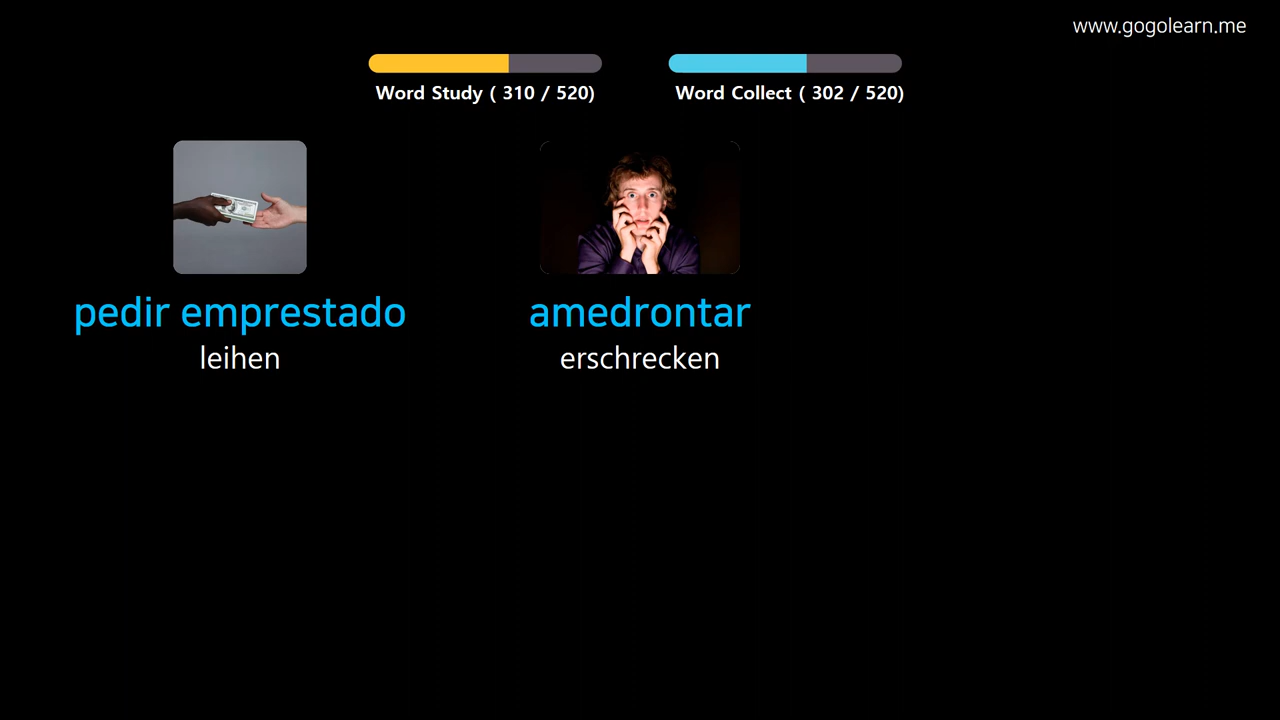 www.gogolearn.me
Word Study ( 310 / 520)
Word Collect ( 302 / 520)
pedir emprestado
amedrontar
leihen
erschrecken